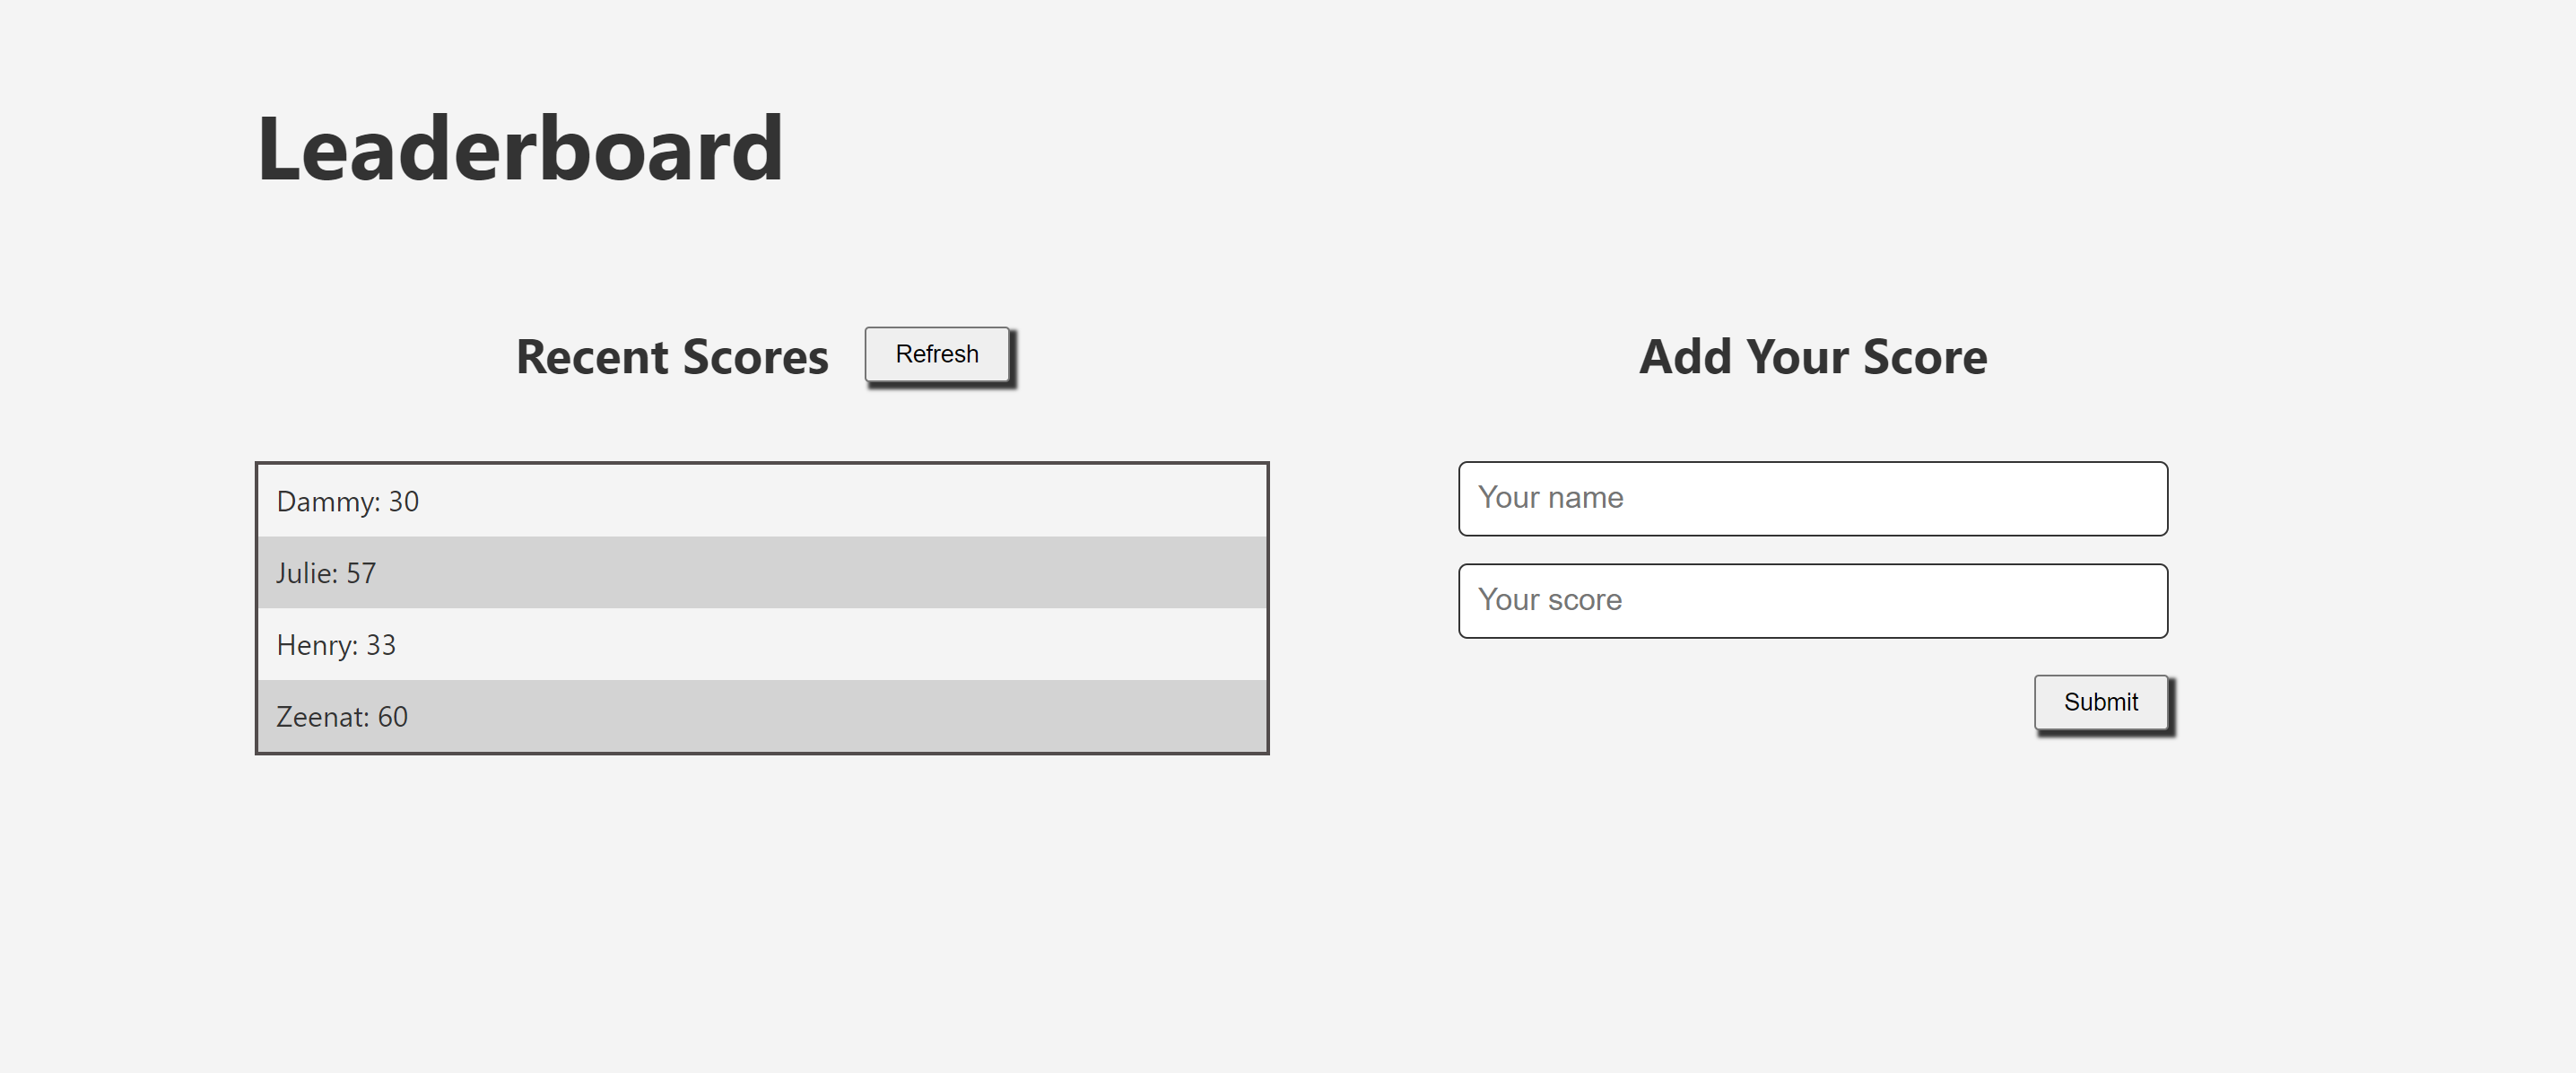 Leaderboard
Recent Scores
Refresh
Dammy: 30
Julie: 57
Henry: 33
Zeenat: 60
Add Your Score
Your name
Your score
Submit